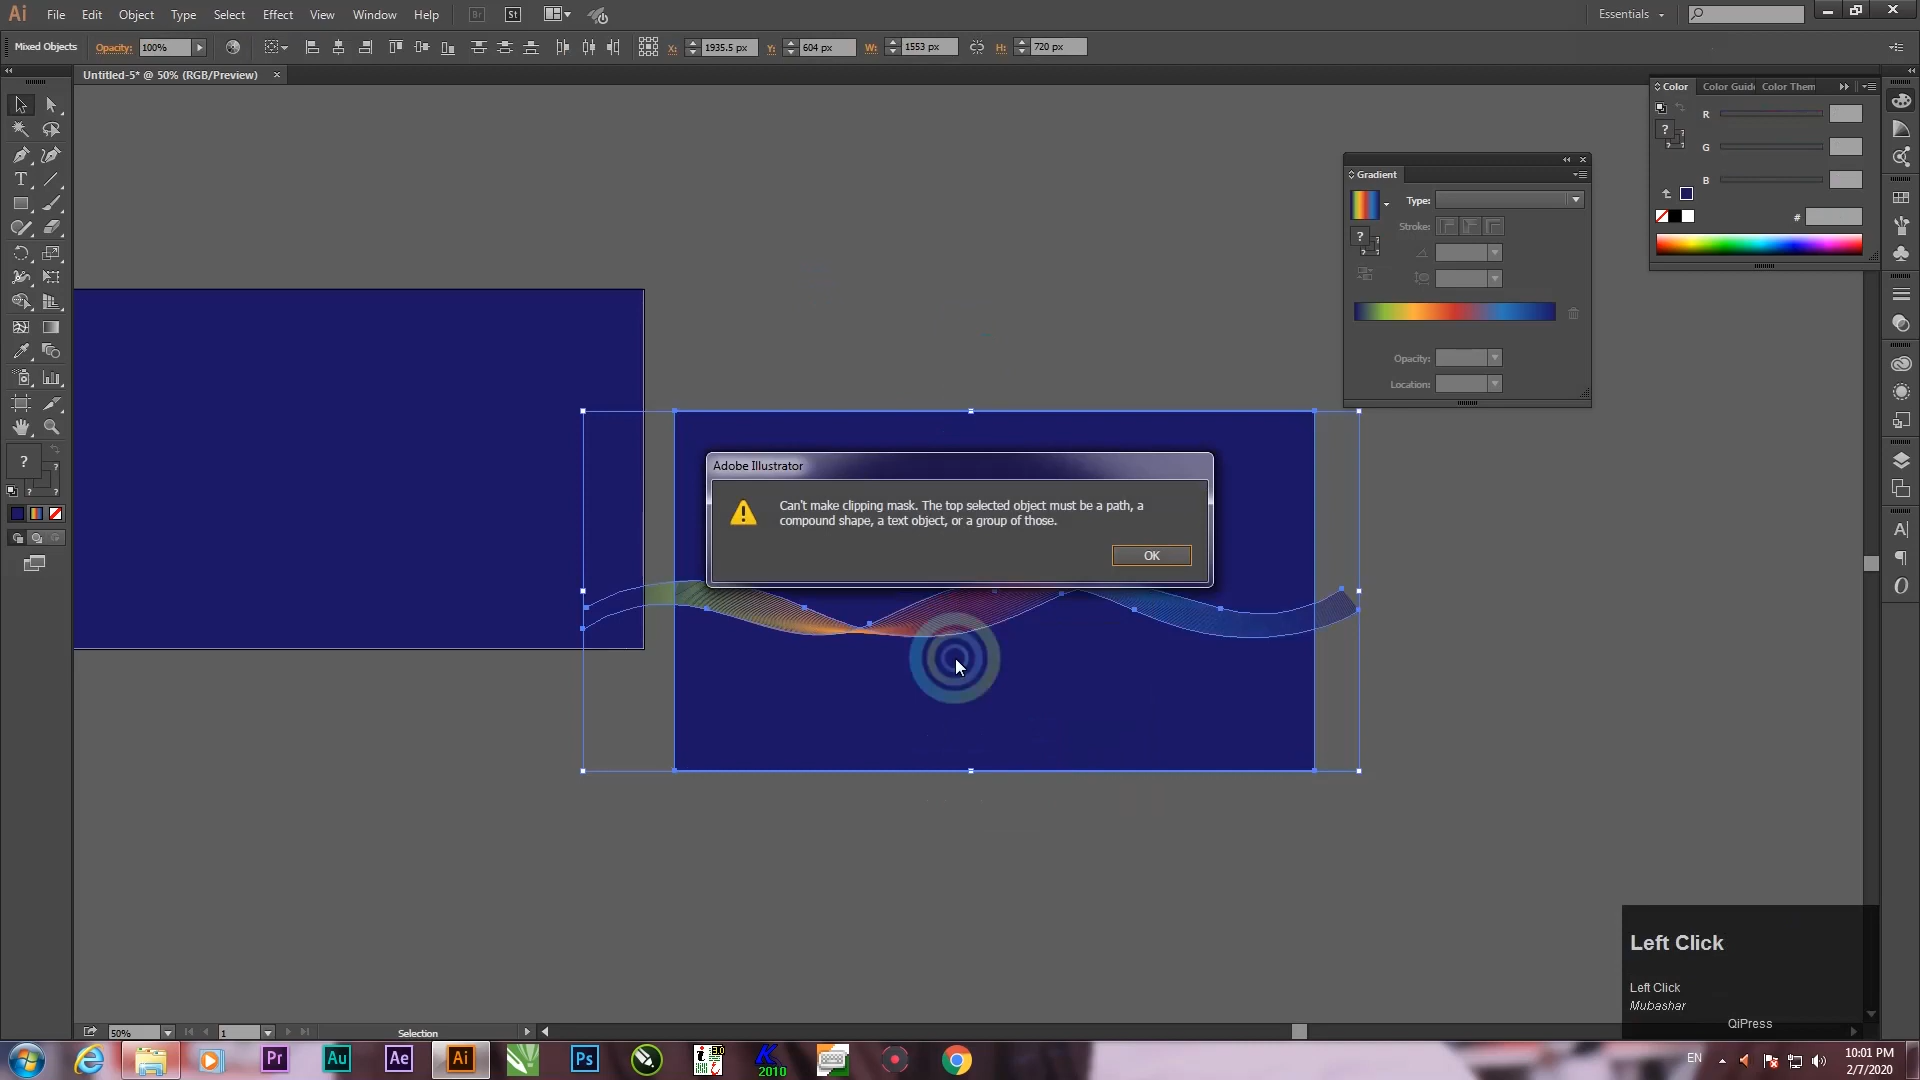 Ai File Edit Object Type Select Effect View Window Help Br St Essentials
Mixed Objects Opacity: 100% X: 1935.5 px Y: 604 px W: 1553 px H: 720 px
Untitled-5* @ 50% (RGB/Preview) ×
Color Color Guide Color Them
R
G
B
#
Gradient
Type:
Stroke:
Opacity:
Location:
Adobe Illustrator
Can't make clipping mask. The top selected object must be a path, a
compound shape, a text object, or a group of those.
OK
Left Click
Left Click
Mubashar
QiPress
50% 1 Selection
Pr Au Ae Ai Ps K 2010
EN
10:01 PM
2/7/2020